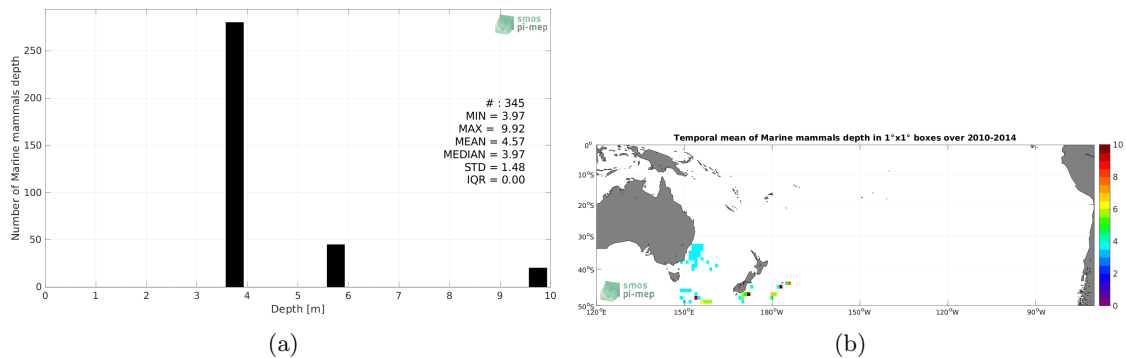 smos
pi-mep
Number of Marine mammals depth
250
200
150
100
50
0
# : 345
MIN = 3.97
MAX = 9.92
MEAN = 4.57
MEDIAN = 3.97
STD = 1.48
IQR = 0.00
0 1 2 3 4 5 6 7 8 9 10
Depth [m]
(a)
Temporal mean of Marine mammals depth in 1°x1° boxes over 2010-2014
0°
10°S
20°S
30°S
40°S
50°S
120°E 150°E 180°W 150°W 120°W 90°W
10
8
6
4
2
0
smos
pi-mep
(b)